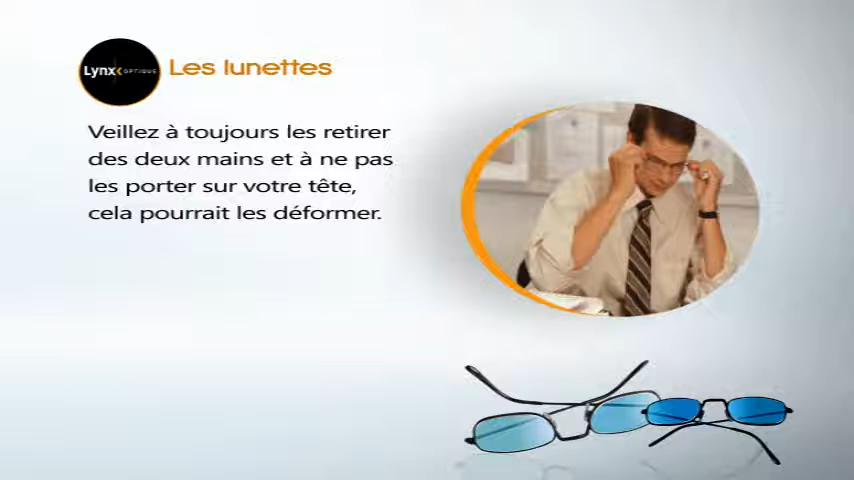 Lynx OPTIQUE
Les lunettes
Veillez à toujours les retirer
des deux mains et à ne pas
les porter sur votre tête,
cela pourrait les déformer.